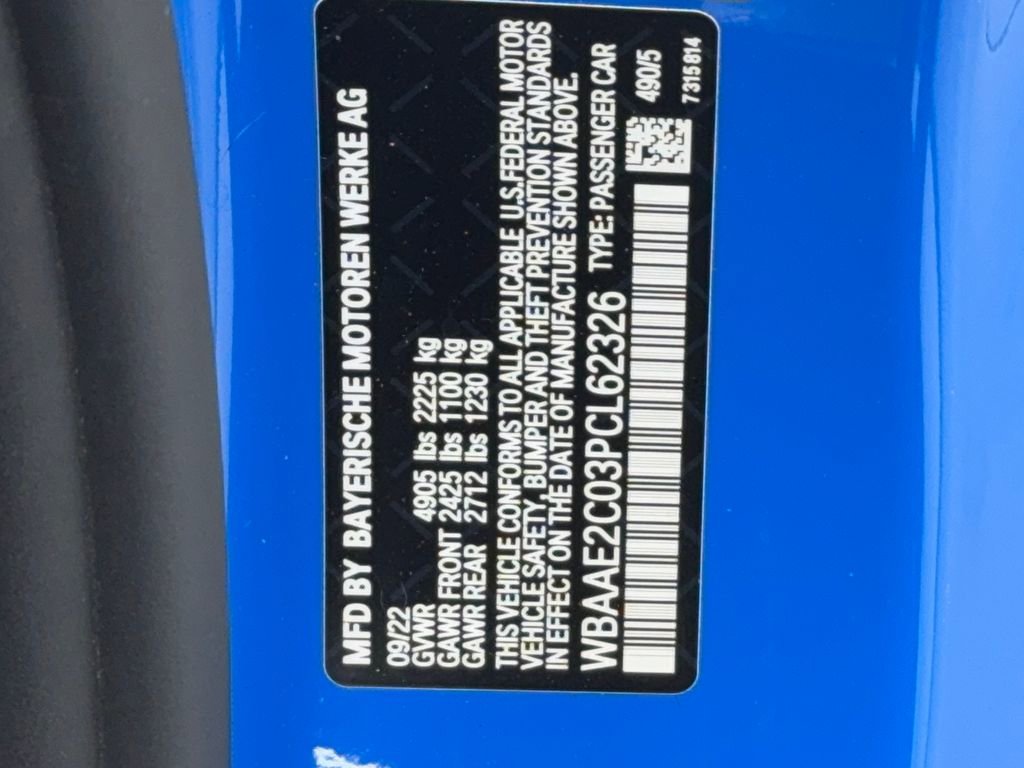 MFD BY BAYERISCHE MOTOREN WERKE AG
09/22
GVWR 4905 lbs 2225 kg
GAWR FRONT 2425 lbs 1100 kg
GAWR REAR 2712 lbs 1230 kg
THIS VEHICLE CONFORMS TO ALL APPLICABLE U.S.FEDERAL MOTOR
VEHICLE SAFETY, BUMPER AND THEFT PREVENTION STANDARDS
IN EFFECT ON THE DATE OF MANUFACTURE SHOWN ABOVE.
WBAAE2C03PCL62326 TYPE: PASSENGER CAR
490/5
7315814